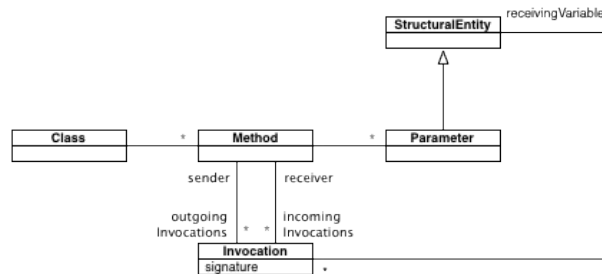 receivingVariable
StructuralEntity
Class * Method * Parameter
sender receiver
outgoing incoming
Invocations * * Invocations
Invocation
signature *